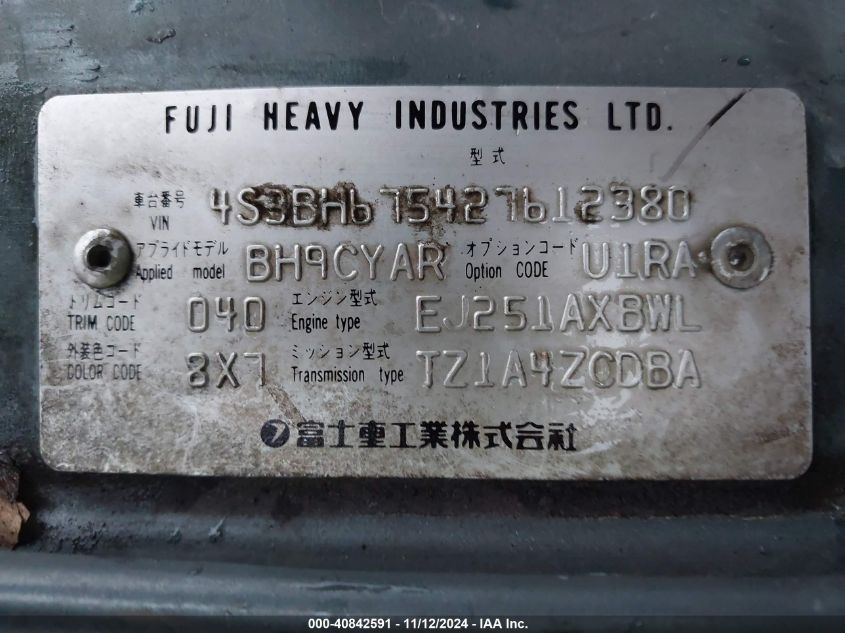 FUJI HEAVY INDUSTRIES LTD.
型式
車台番号 4S3BH675427612380
VIN
アプライドモデル BH9CYAR オプションコード U1RA
Applied model Option CODE
トリムコード 040 エンジン型式 EJ251AXBWL
TRIM CODE Engine type
外装色コード 8X7 ミッション型式 TZ1A4ZCDBA
COLOR CODE Transmission type
富士重工業株式会社
000-40842591 - 11/12/2024 - IAA Inc.